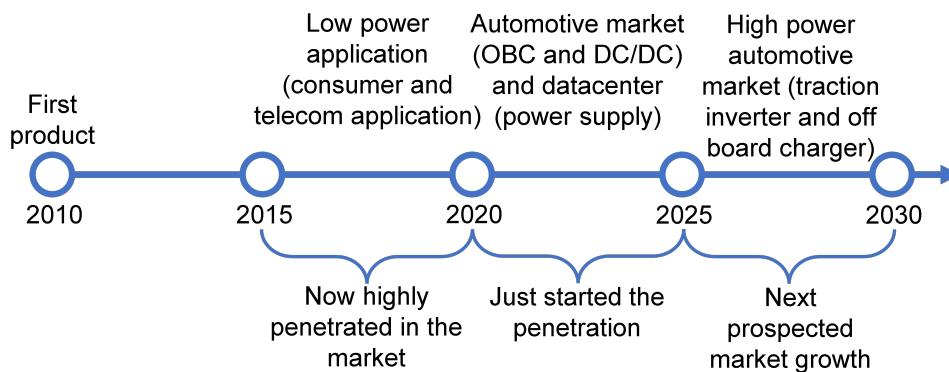 First
product
Low power
application
(consumer and
telecom application)
Automotive market
(OBC and DC/DC)
and datacenter
(power supply)
High power
automotive
market (traction
inverter and off
board charger)
2010
2015
2020
2025
2030
Now highly
penetrated in the
market
Just started the
penetration
Next
prospected
market growth